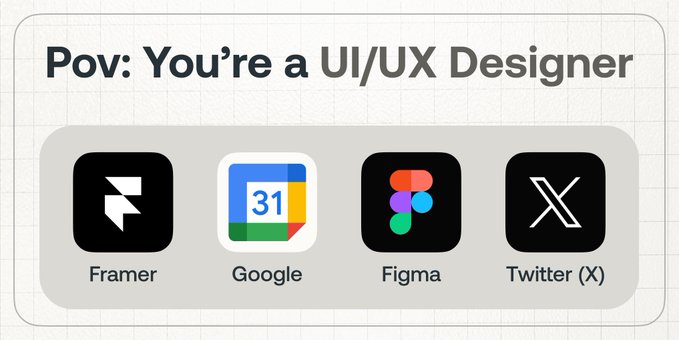 Pov: You’re a UI/UX Designer
31
Framer
Google
Figma
Twitter (X)